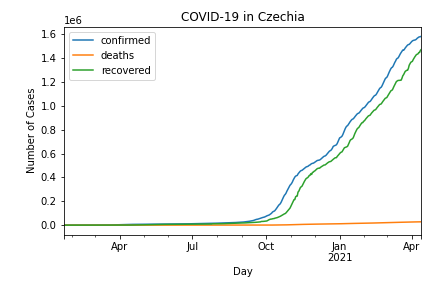 COVID-19 in Czechia
1e6
confirmed
deaths
recovered
1.6
1.4
1.2
1.0
0.8
0.6
0.4
0.2
0.0
Number of Cases
Apr
Jul
Oct
Jan
2021
Apr
Day